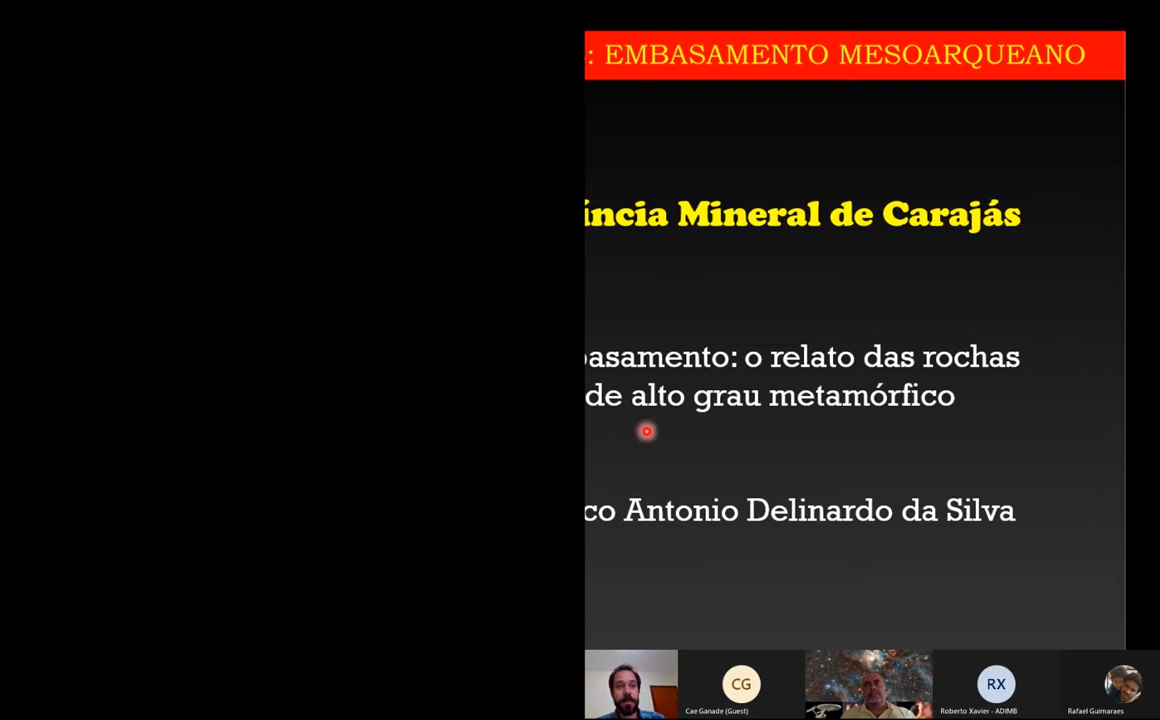 : EMBASAMENTO MESOARQUEANO
íncia Mineral de Carajás
basamento: o relato das rochas
de alto grau metamórfico
co Antonio Delinardo da Silva
CG
RX
Cae Ganade (Guest)
Roberto Xavier - ADIMB
Rafael Guimaraes